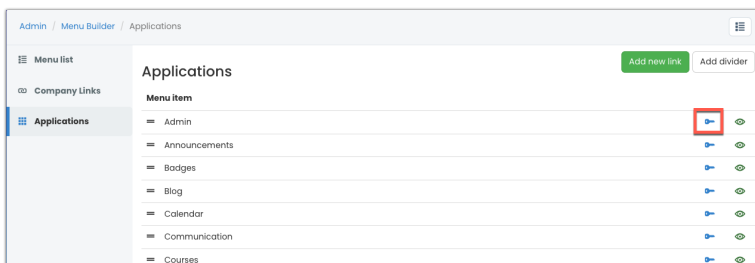 Admin / Menu Builder / Applications
Menu list
Company Links
Applications
Applications
Add new link
Add divider
Menu item
Admin
Announcements
Badges
Blog
Calendar
Communication
Courses